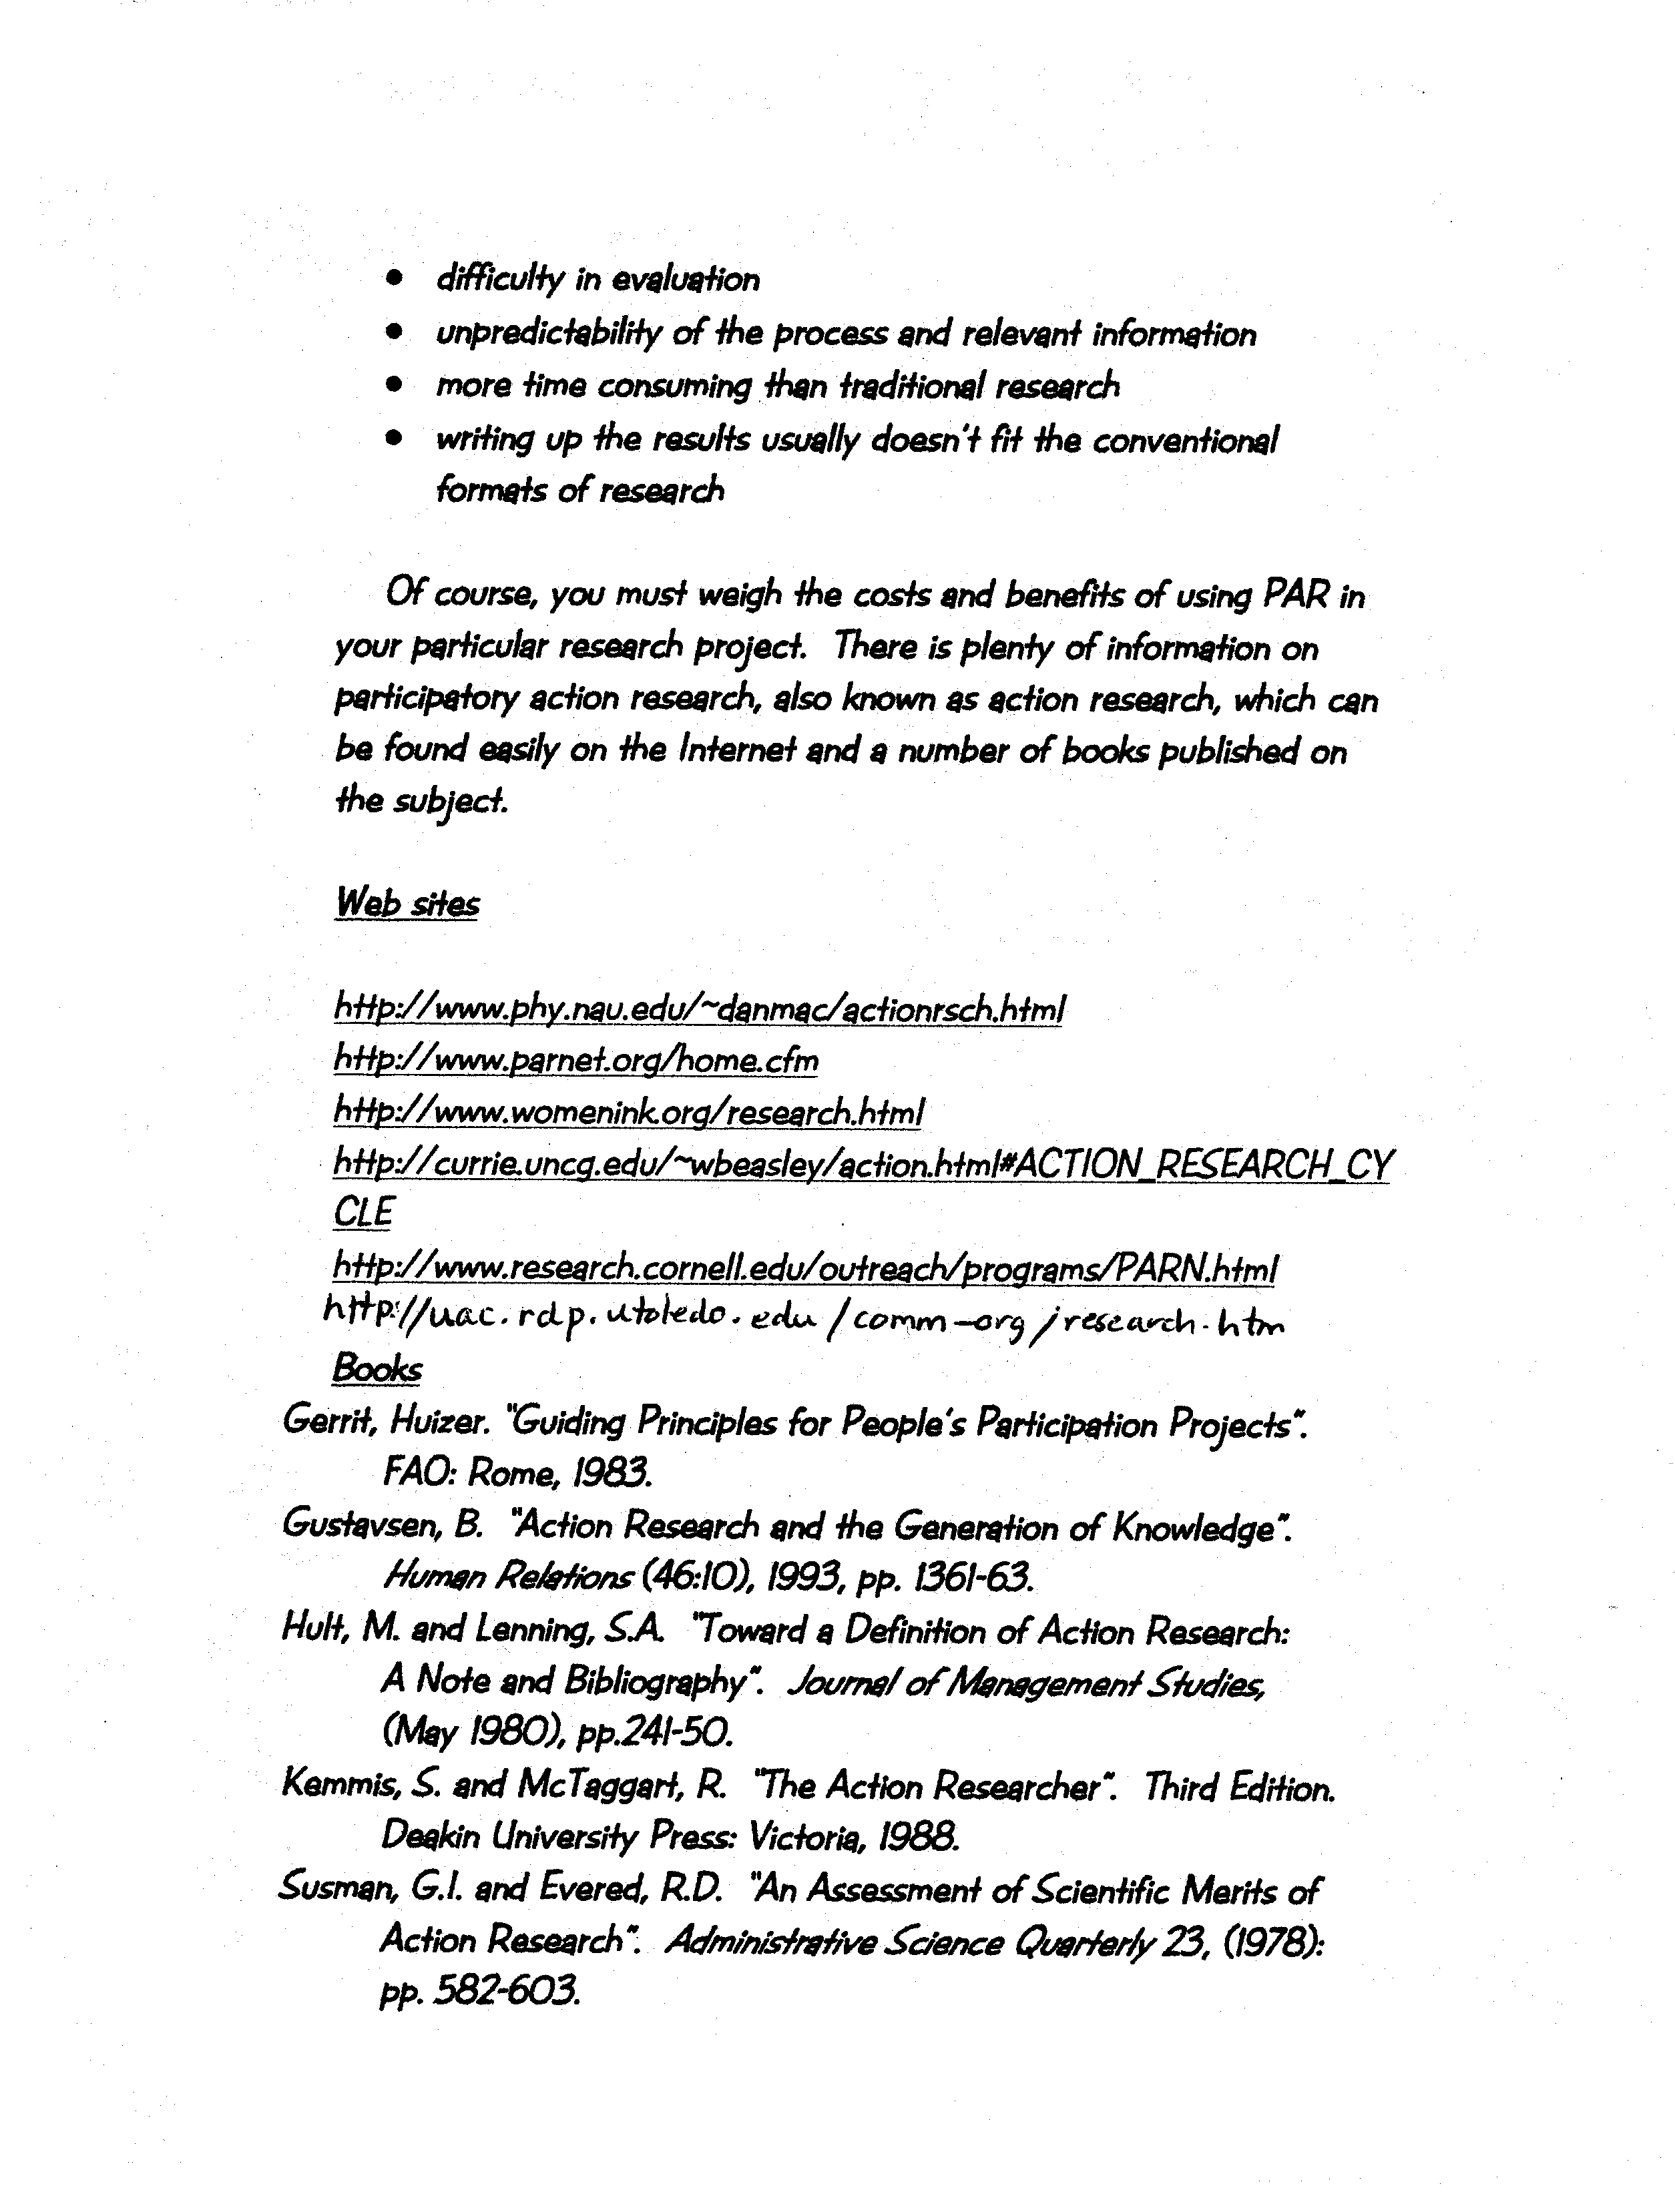 • difficulty in evaluation
• unpredictability of the process and relevant information
• more time consuming than traditional research
• writing up the results usually doesn't fit the conventional
formats of research
Of course, you must weigh the costs and benefits of using PAR in
your particular research project. There is plenty of information on
participatory action research, also known as action research, which can
be found easily on the Internet and a number of books published on
the subject.
Web sites
http://www.phy.nau.edu/~danmac/actionrsch.html
http://www.parnet.org/home.cfm
http://www.womenink.org/research.html
http://currie.uncg.edu/~wbeasley/action.html#ACTION_RESEARCH_CY
CLE
http://www.research.cornell.edu/outreach/programs/PARN.html
http://uac.rdp.utoledo.edu/comm-org/research.htm
Books
Gerrit, Huizer. "Guiding Principles for People's Participation Projects".
FAO: Rome, 1983.
Gustavsen, B. "Action Research and the Generation of Knowledge".
Human Relations (46:10), 1993, pp. 1361-63.
Hult, M. and Lenning, S.A. "Toward a Definition of Action Research:
A Note and Bibliography". Journal of Management Studies,
(May 1980), pp.241-50.
Kemmis, S. and McTaggart, R. "The Action Researcher". Third Edition.
Deakin University Press: Victoria, 1988.
Susman, G.I. and Evered, R.D. "An Assessment of Scientific Merits of
Action Research". Administrative Science Quarterly 23, (1978):
pp. 582-603.